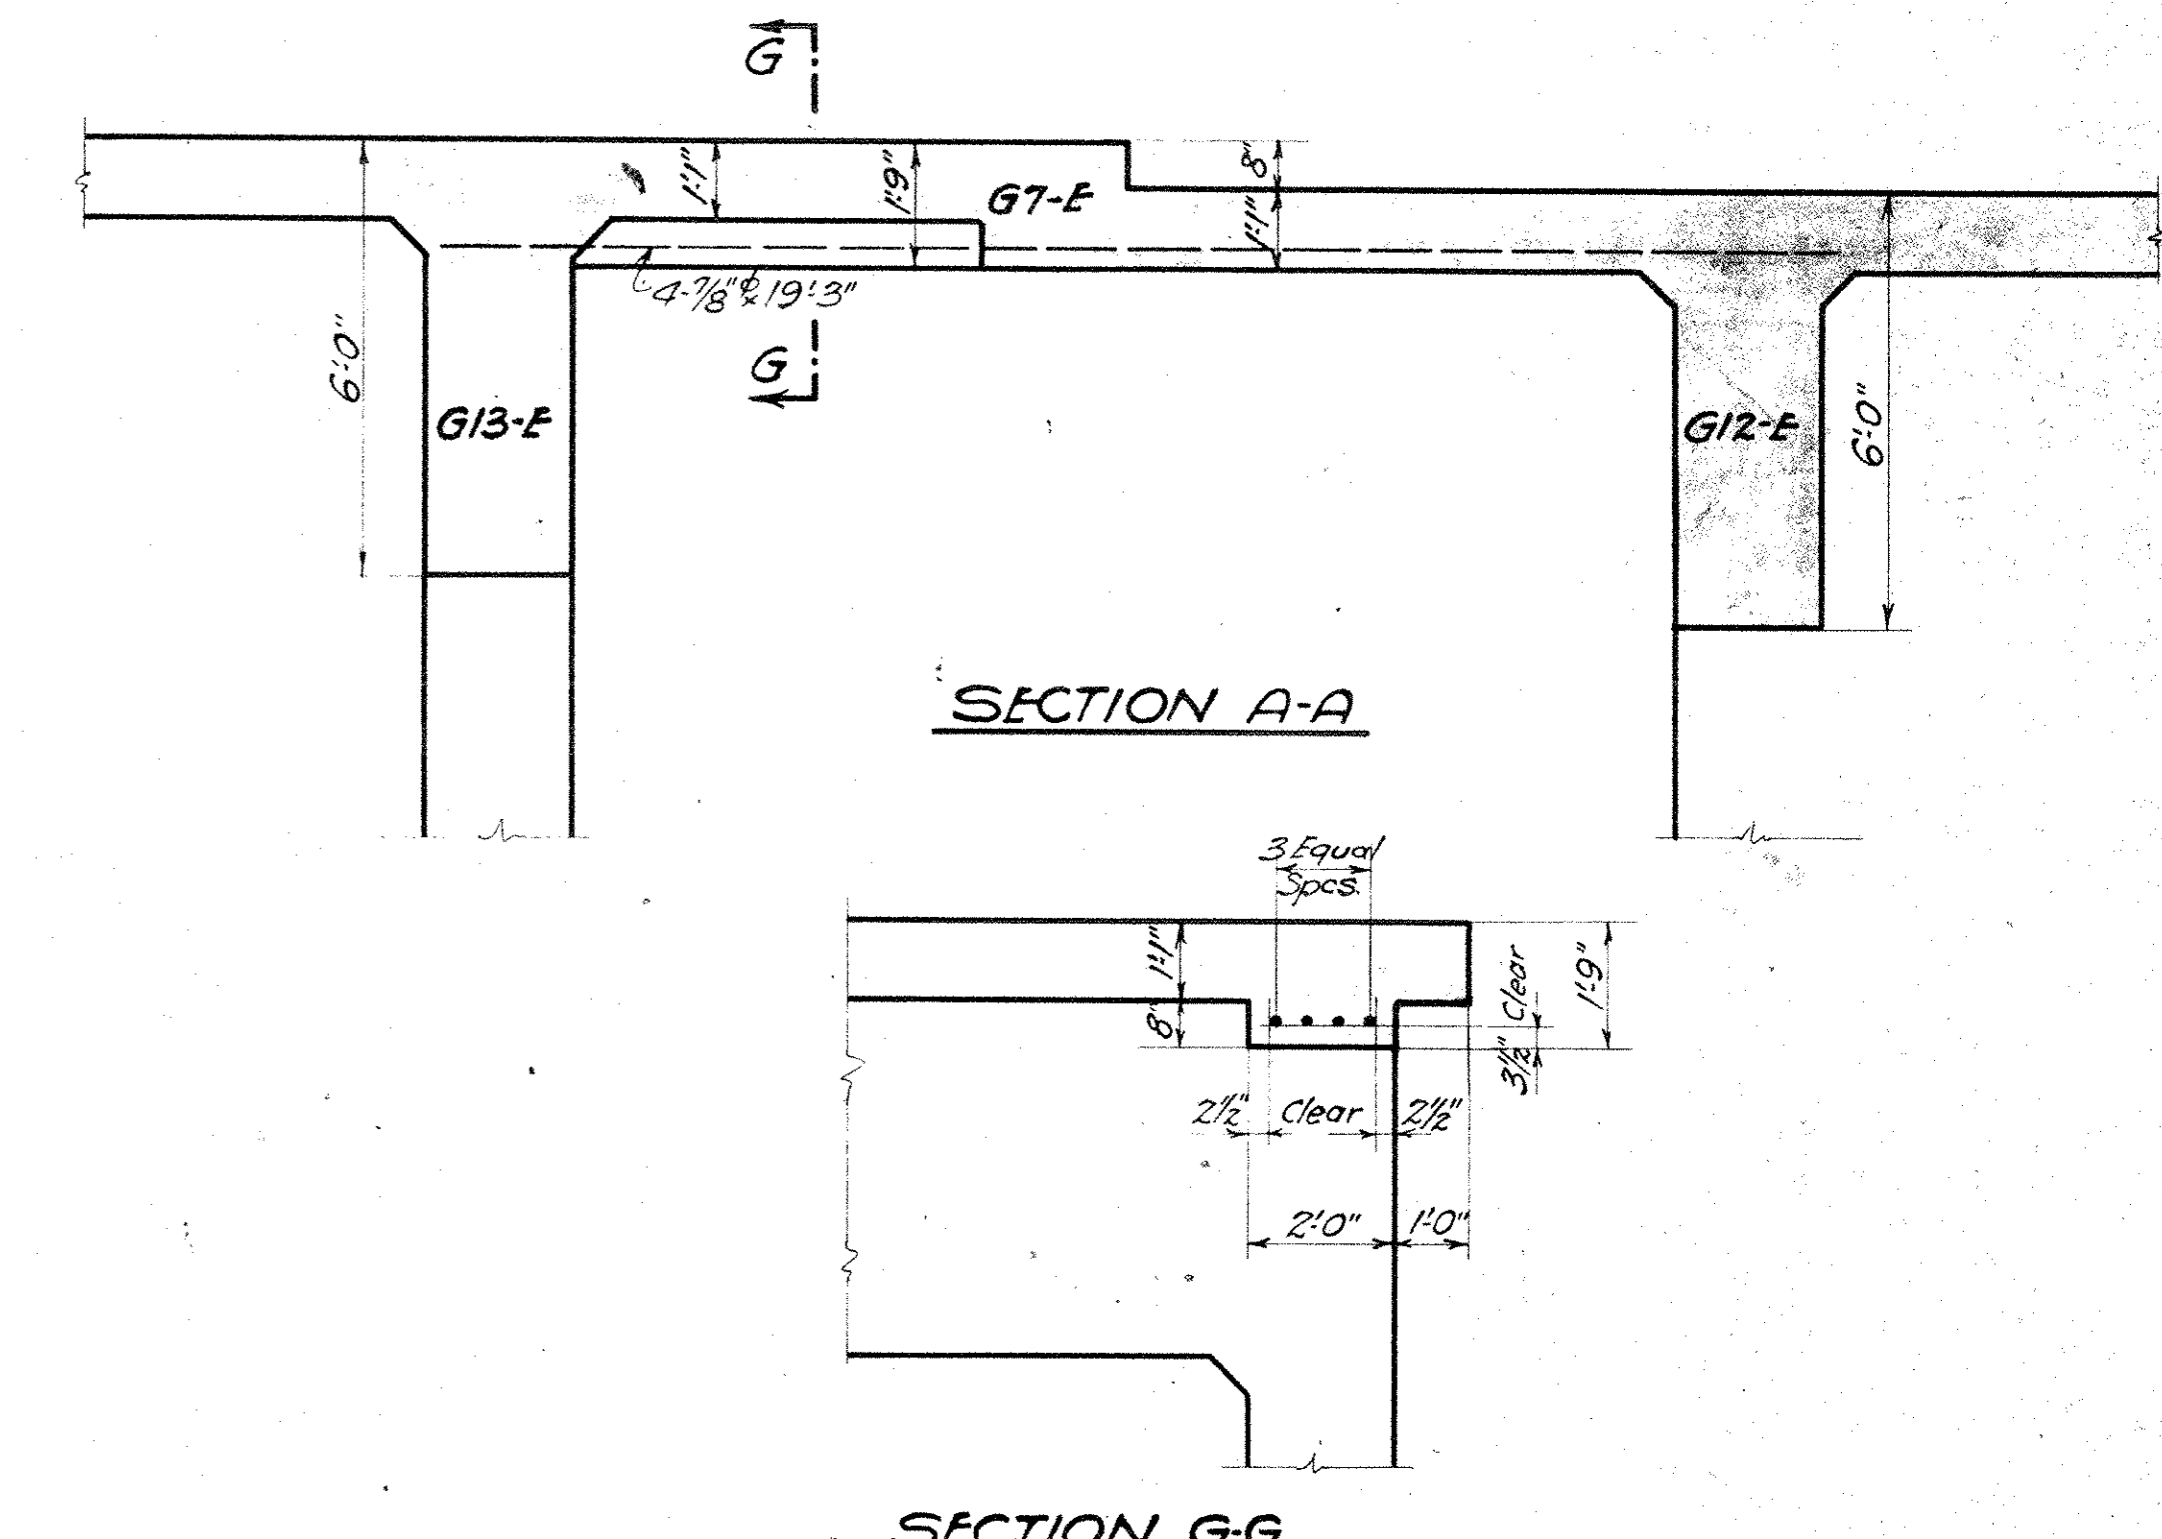 G
1'-1"
1'-9"
G7-E
8"
1'-1"
4-7/8"φ x 19'-3"
6'-0"
G
G13-E
G12-E
6'-0"
SECTION A-A
3 Equal
Spcs.
1'-1"
8"
3½" Clear
1'-9"
2½" Clear 2½"
2'-0" 1'-0"
SECTION G-G